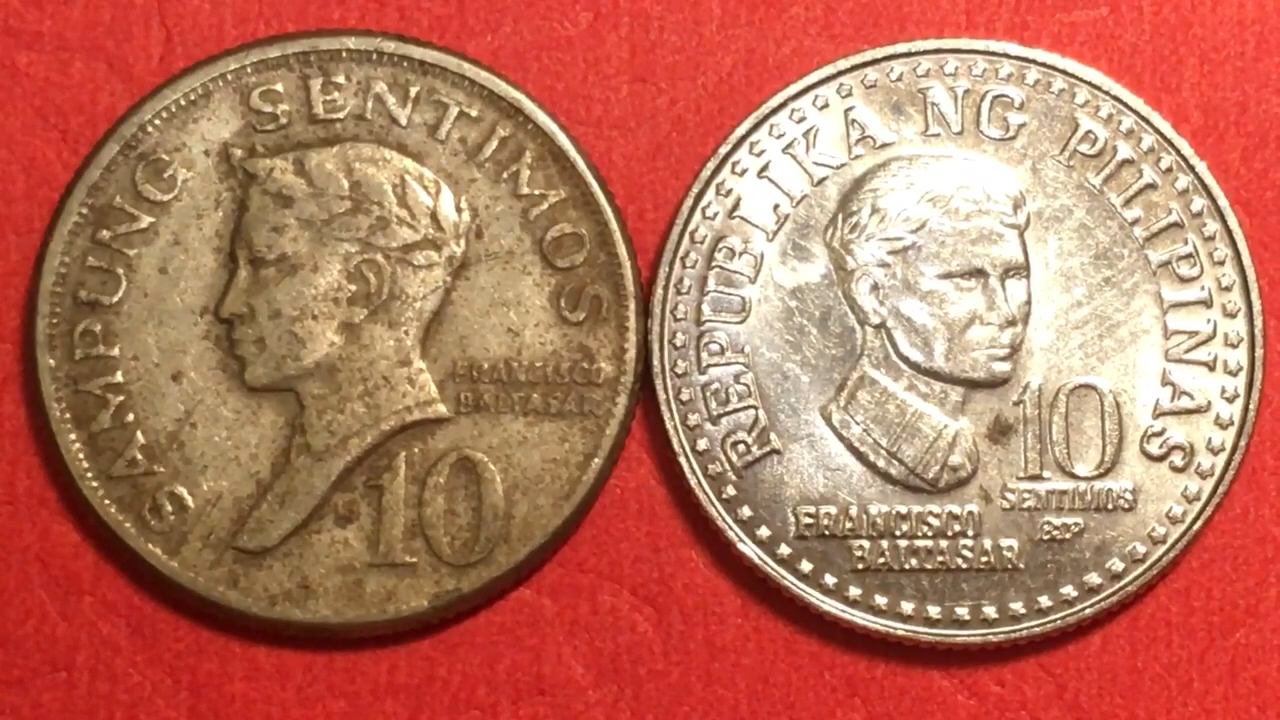 SAMPUNG SENTIMOS
FRANCISCO
BALTASAR
10
REPUBLIKA NG PILIPINAS
10
SENTIMOS
FRANCISCO
BALTASAR